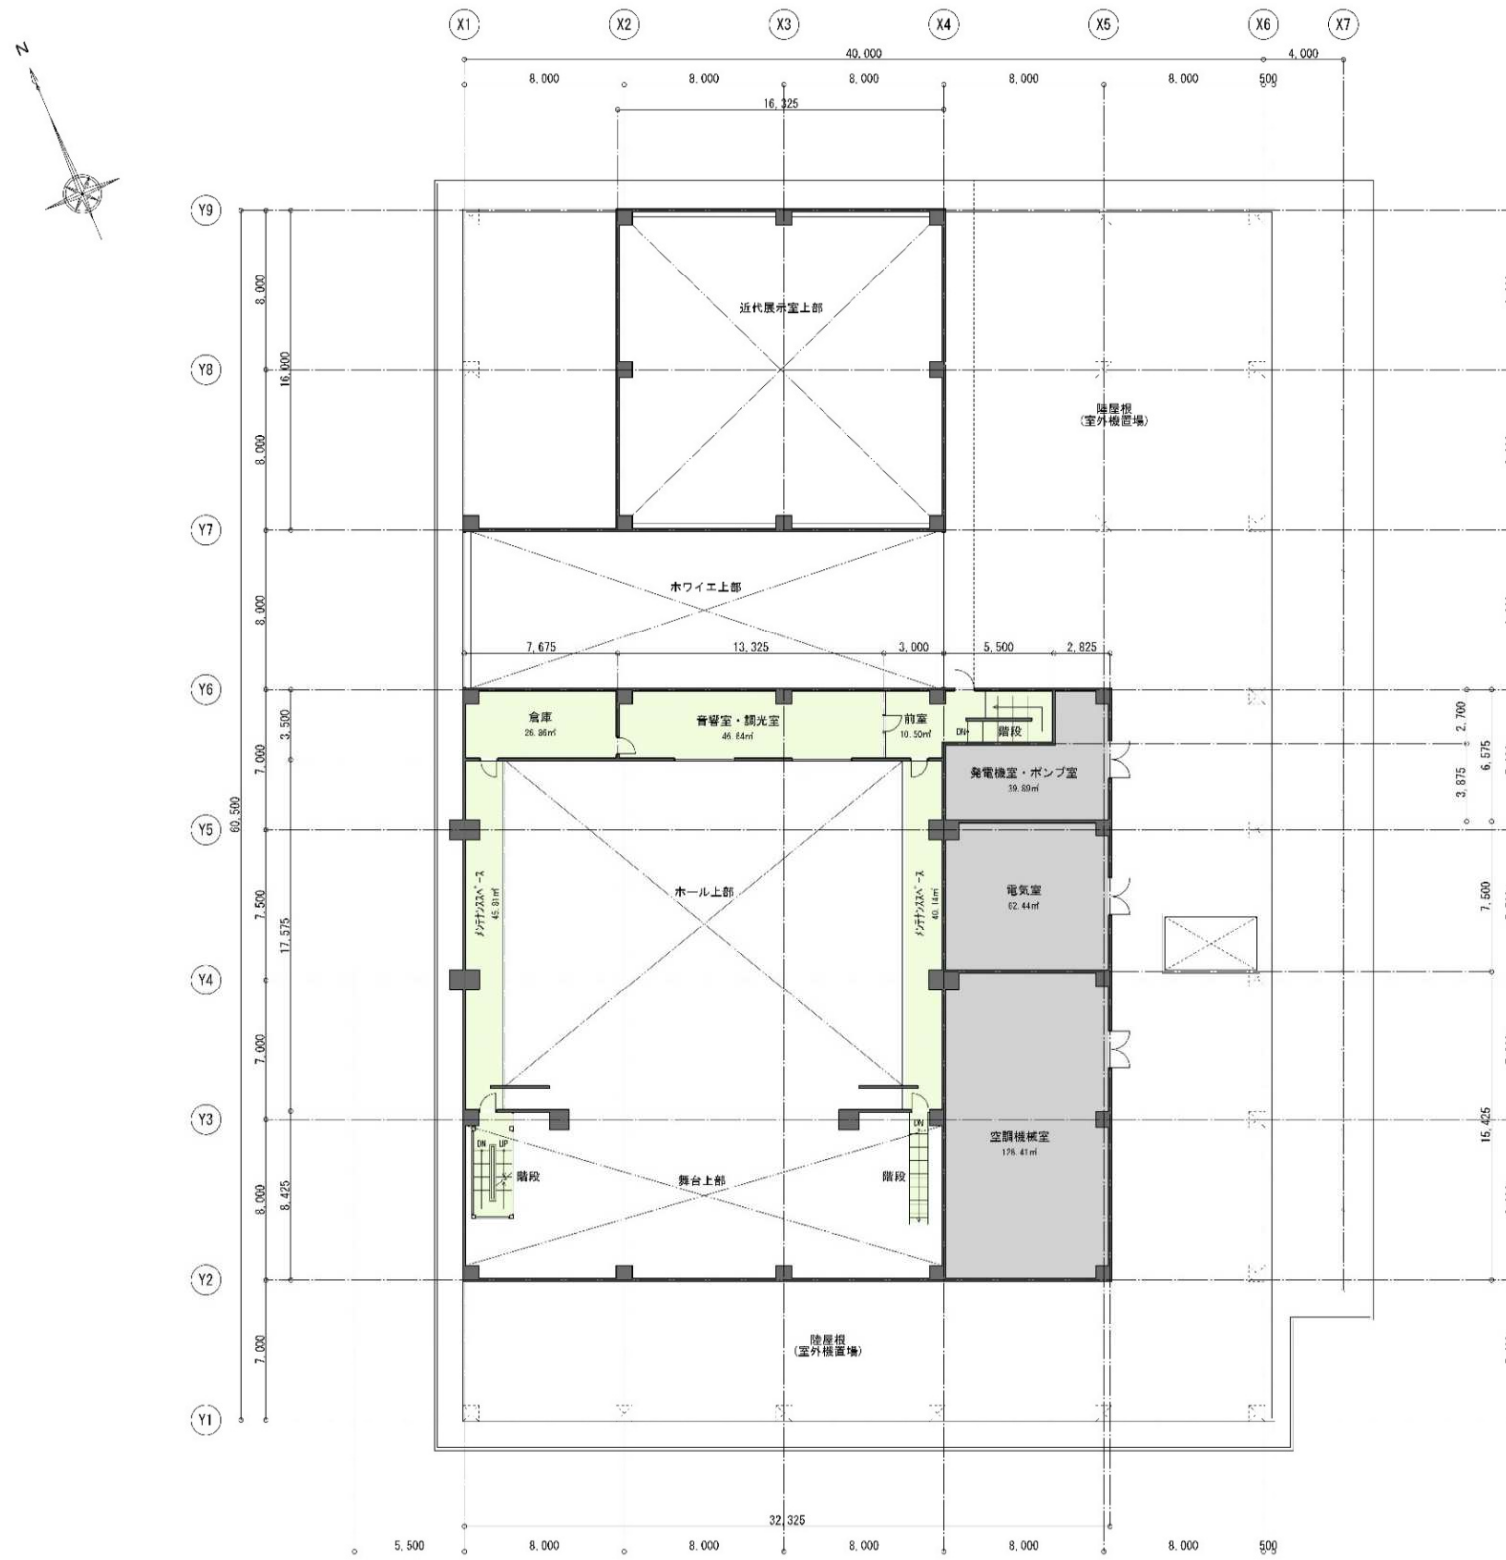 X1 X2 X3 X4 X5 X6 X7
N
40,000 4,000
8,000 8,000 8,000 8,000 8,000 500
16,325
Y9
8,000
近代展示室上部
16,000
Y8
陸屋根
(室外機置場)
8,000
Y7
ホワイエ上部
8,000
7,675 13,325 3,000 5,500 2,825
Y6
倉庫
26.86㎡
音響室・調光室
46.64㎡
前室
10.50㎡
DN
階段
3,500
7,000
2,700
6,575
3,875
発電機室・ポンプ室
39.89㎡
60,500
Y5
メンテナンススペース
45.81㎡
ホール上部
メンテナンススペース
40.14㎡
電気室
62.44㎡
7,500
17,575
7,500
Y4
7,000
Y3
DN UP
階段
DN
階段
舞台上部
空調機械室
126.41㎡
15,425
8,000
8,425
Y2
陸屋根
(室外機置場)
7,000
Y1
32,325
5,500 8,000 8,000 8,000 8,000 8,000 500